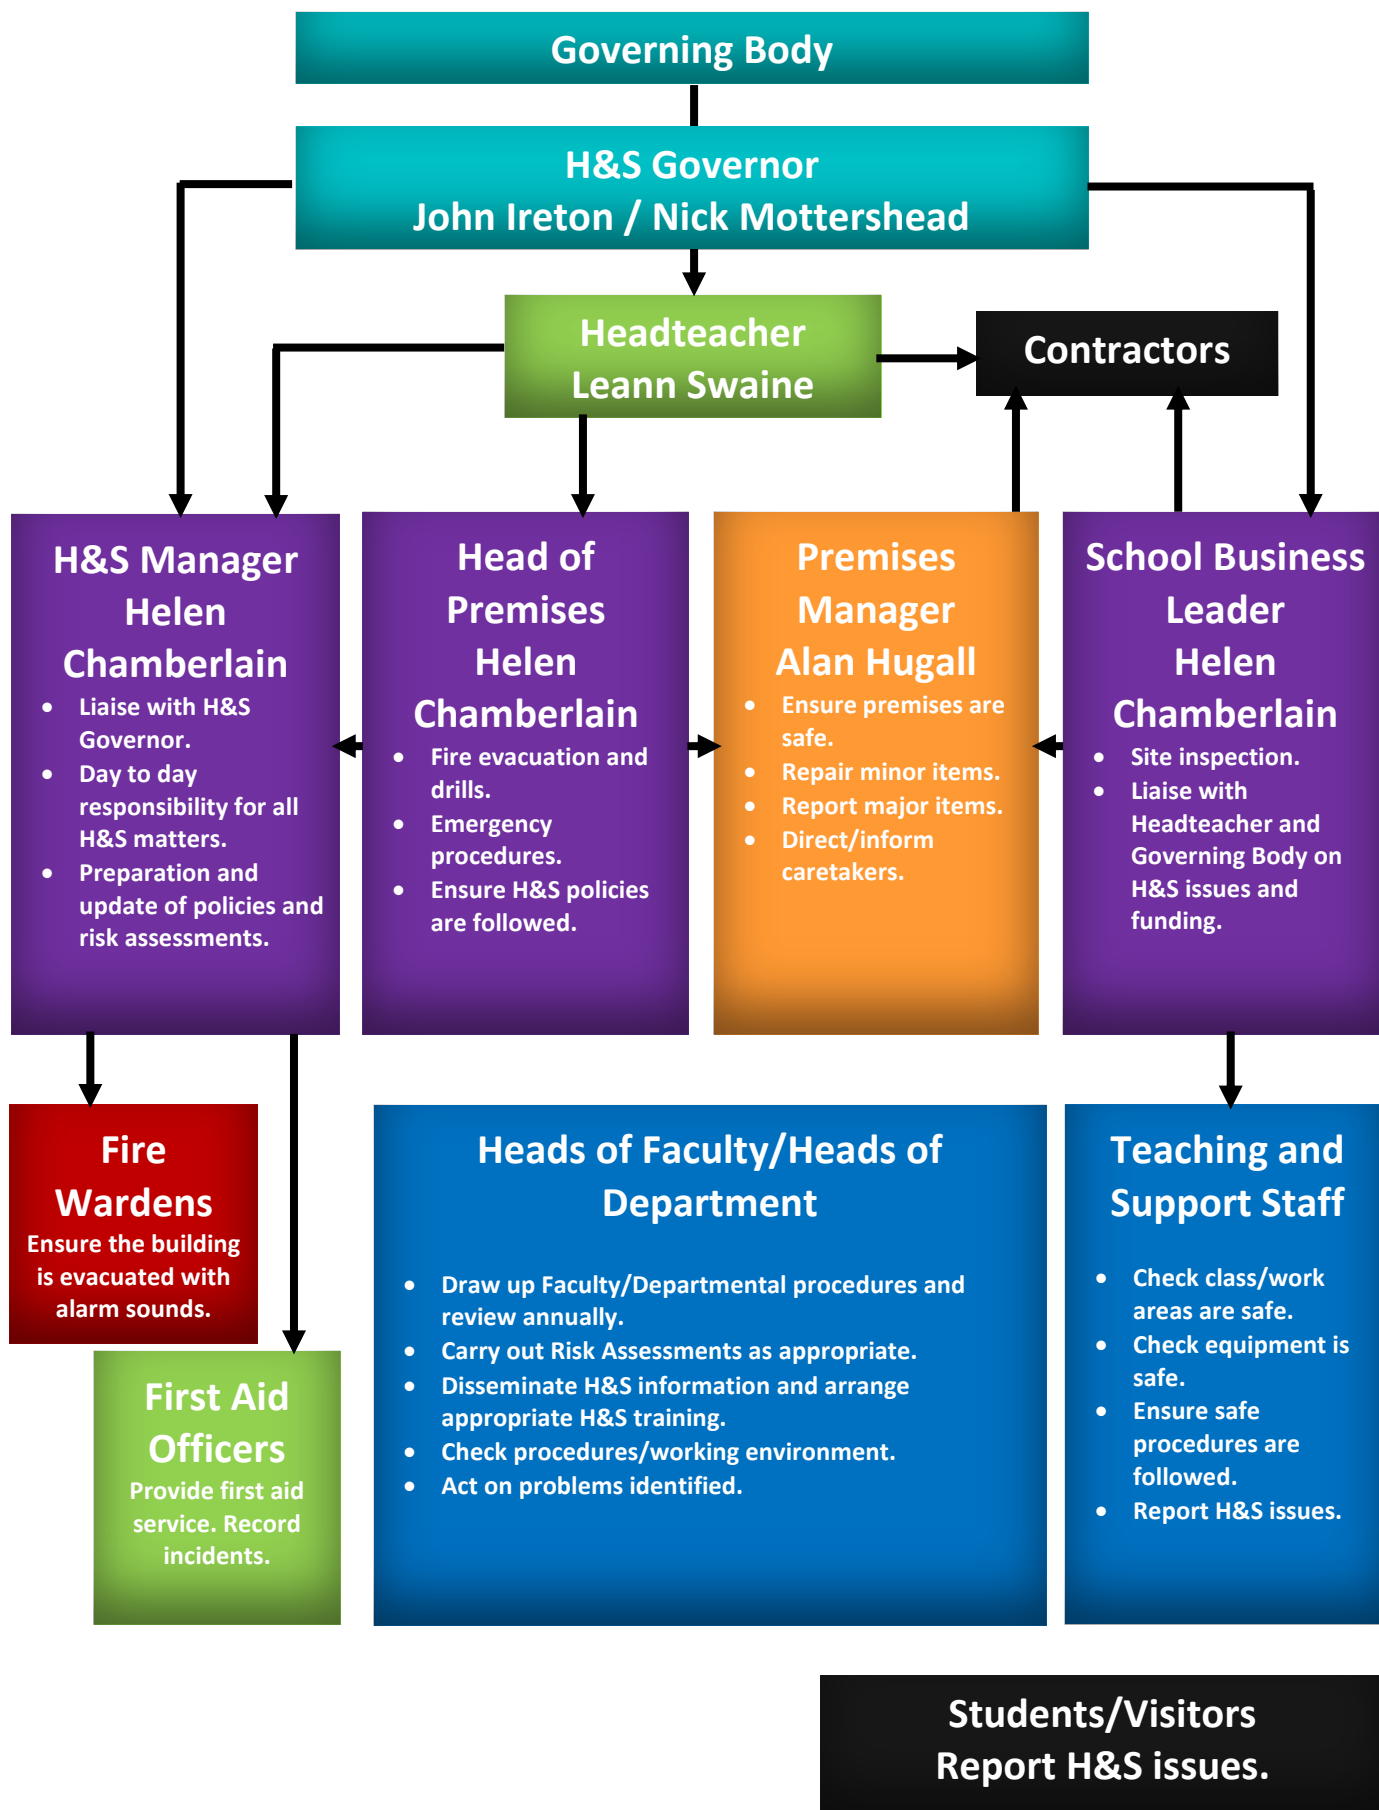 Governing Body
H&S Governor
John Ireton / Nick Mottershead
Headteacher
Leann Swaine
Contractors
H&S Manager
Helen
Chamberlain
• Liaise with H&S
Governor.
• Day to day
responsibility for all
H&S matters.
• Preparation and
update of policies and
risk assessments.
Head of
Premises
Helen
Chamberlain
• Fire evacuation and
drills.
• Emergency
procedures.
• Ensure H&S policies
are followed.
Premises
Manager
Alan Hugall
• Ensure premises are
safe.
• Repair minor items.
• Report major items.
• Direct/inform
caretakers.
School Business
Leader
Helen
Chamberlain
• Site inspection.
• Liaise with
Headteacher and
Governing Body on
H&S issues and
funding.
Fire
Wardens
Ensure the building
is evacuated with
alarm sounds.
First Aid
Officers
Provide first aid
service. Record
incidents.
Heads of Faculty/Heads of
Department
• Draw up Faculty/Departmental procedures and
review annually.
• Carry out Risk Assessments as appropriate.
• Disseminate H&S information and arrange
appropriate H&S training.
• Check procedures/working environment.
• Act on problems identified.
Teaching and
Support Staff
• Check class/work
areas are safe.
• Check equipment is
safe.
• Ensure safe
procedures are
followed.
• Report H&S issues.
Students/Visitors
Report H&S issues.